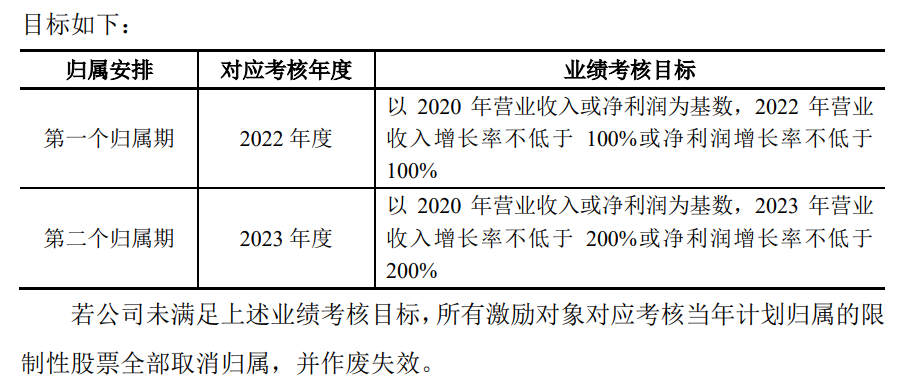 目标如下：
归属安排 对应考核年度 业绩考核目标
第一个归属期 2022 年度 以 2020 年营业收入或净利润为基数，2022 年营业
收入增长率不低于 100%或净利润增长率不低于
100%
第二个归属期 2023 年度 以 2020 年营业收入或净利润为基数，2023 年营业
收入增长率不低于 200%或净利润增长率不低于
200%
若公司未满足上述业绩考核目标，所有激励对象对应考核当年计划归属的限
制性股票全部取消归属，并作废失效。